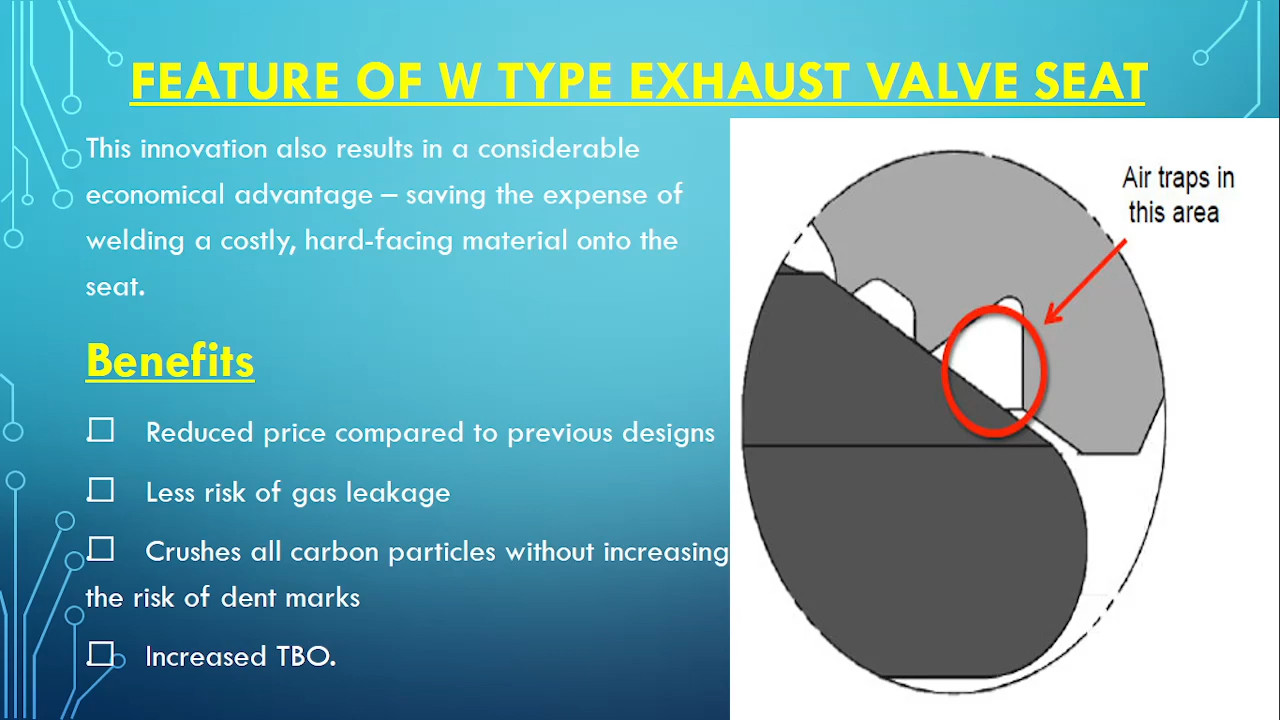 FEATURE OF W TYPE EXHAUST VALVE SEAT
This innovation also results in a considerable
economical advantage – saving the expense of
welding a costly, hard-facing material onto the
seat.
Benefits
Reduced price compared to previous designs
Less risk of gas leakage
Crushes all carbon particles without increasing
the risk of dent marks
Increased TBO.
Air traps in
this area